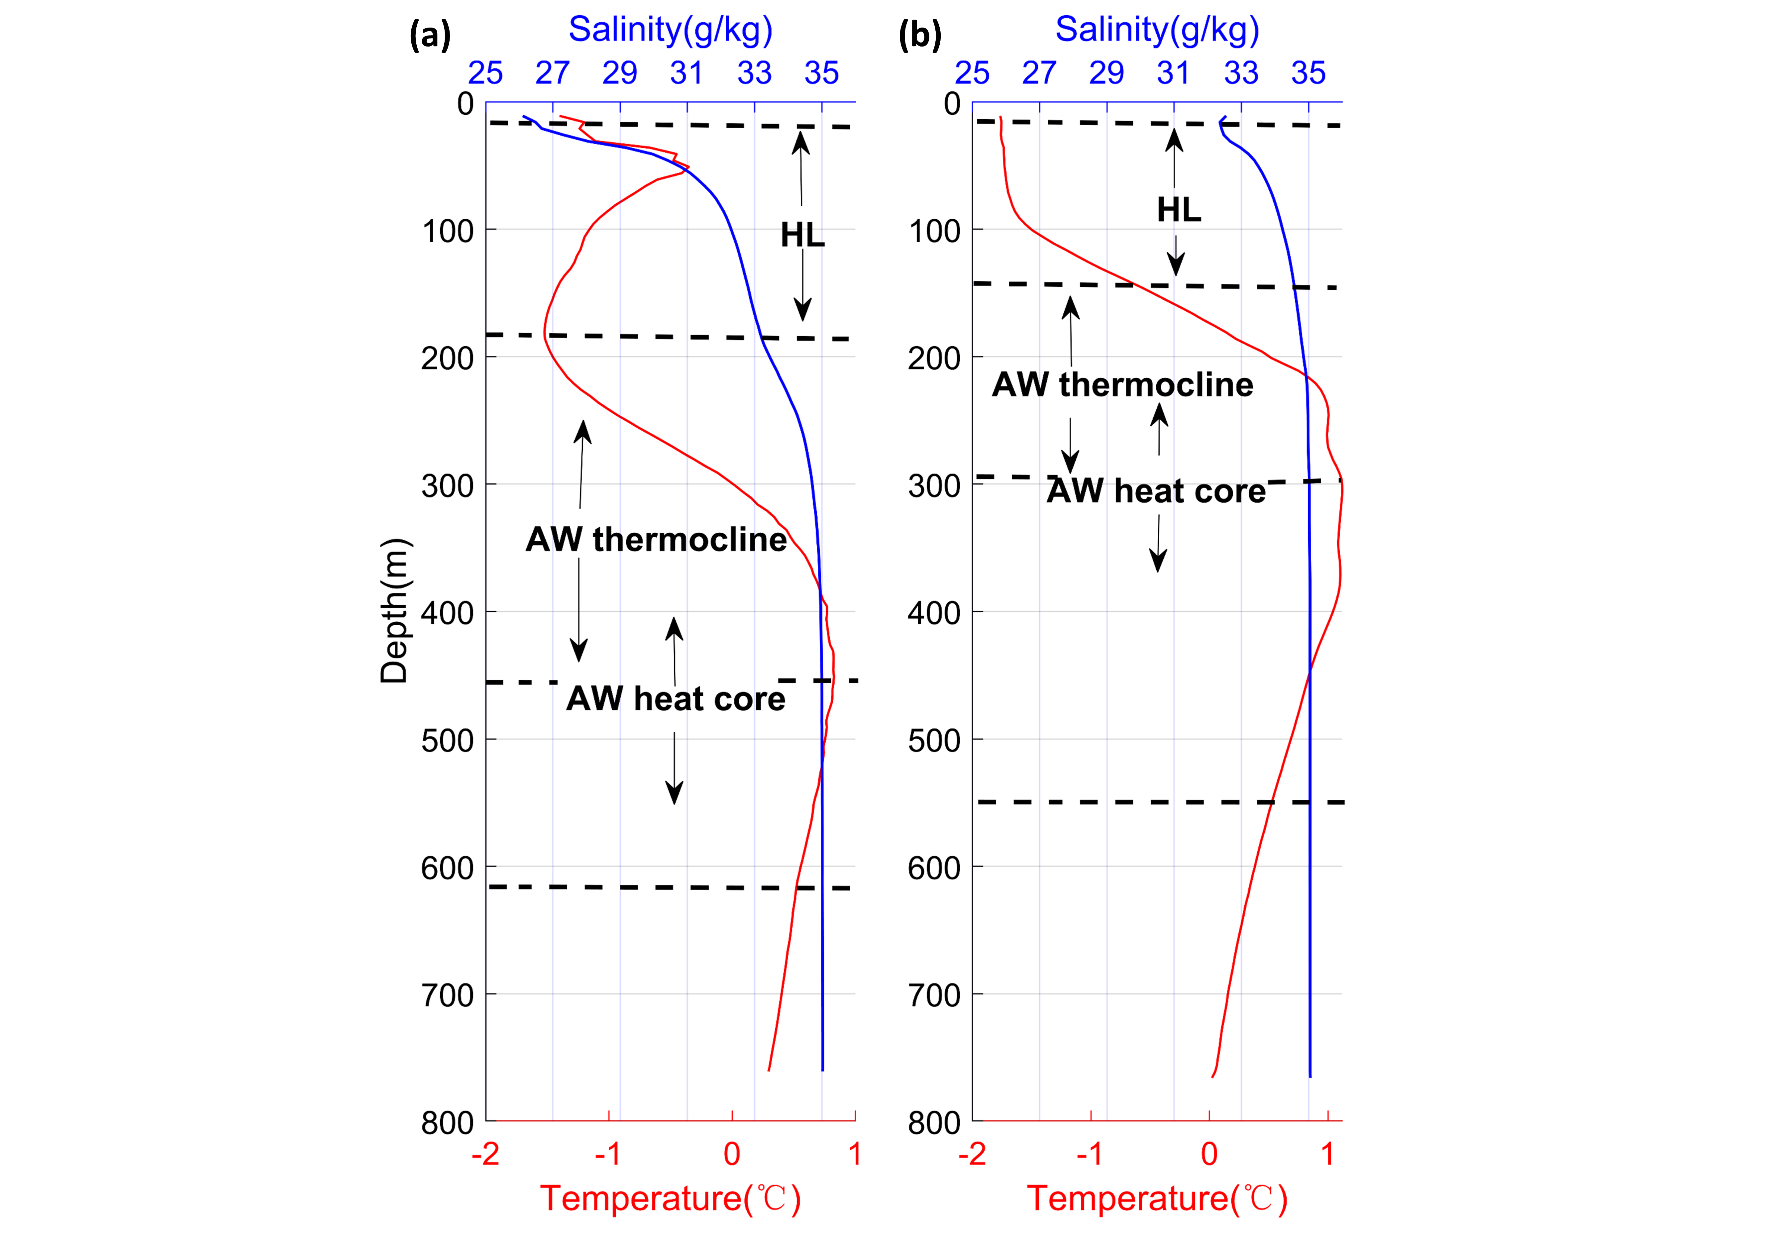 (a)
Salinity(g/kg)
25 27 29 31 33 35
0
100
200
300
400
500
600
700
800
Depth(m)
HL
AW thermocline
AW heat core
-2 -1 0 1
Temperature(℃)
(b)
Salinity(g/kg)
25 27 29 31 33 35
0
100
200
300
400
500
600
700
800
HL
AW thermocline
AW heat core
-2 -1 0 1
Temperature(℃)